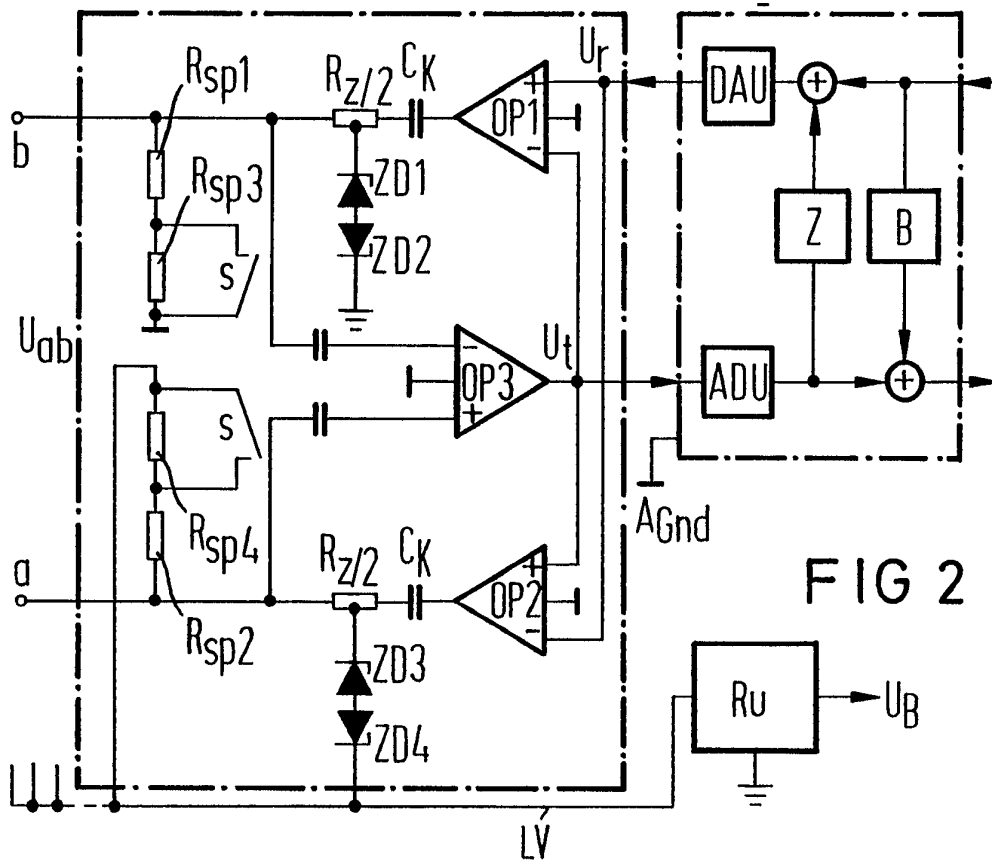 Rsp1
Rz/2
CK
Ur
+
OP1
-
DAU
+
b
Rsp3
ZD1
ZD2
S
Z
B
Uab
-
OP3
+
Ut
ADU
+
S
AGnd
Rsp4
Rz/2
CK
+
OP2
-
a
Rsp2
FIG 2
ZD3
ZD4
Ru
UB
LV